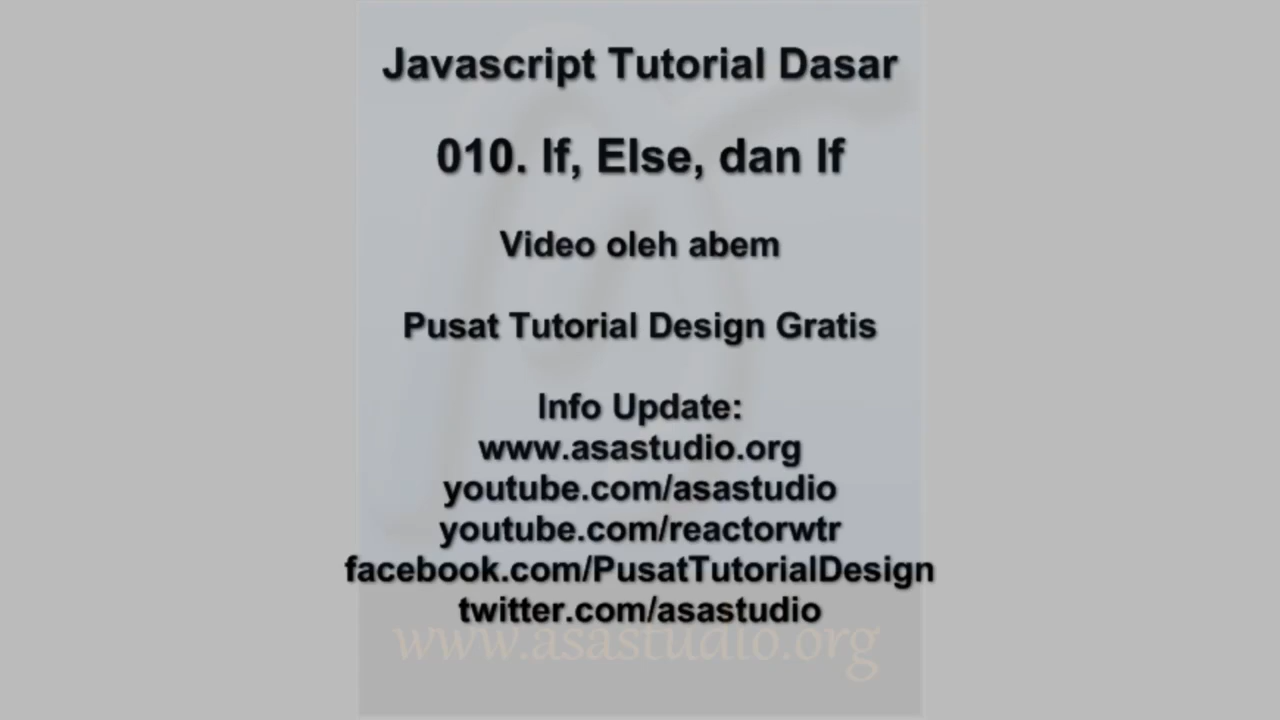 Javascript Tutorial Dasar
010. If, Else, dan If
Video oleh abem
Pusat Tutorial Design Gratis
Info Update:
www.asastudio.org
youtube.com/asastudio
youtube.com/reactorwtr
facebook.com/PusatTutorialDesign
twitter.com/asastudio
www.asastudio.org